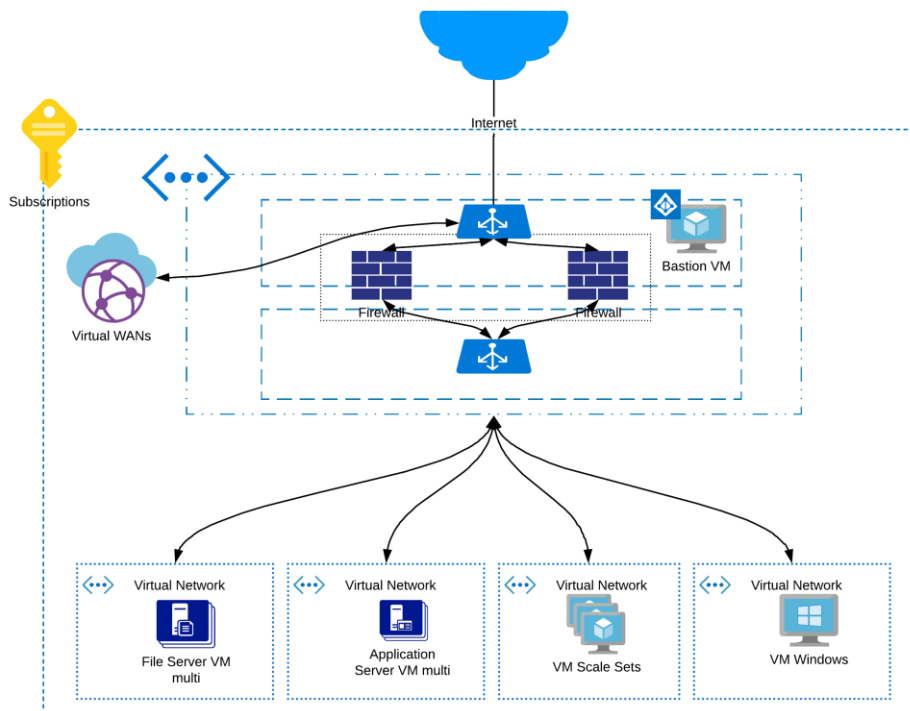 Internet
Subscriptions
Bastion VM
Firewall
Firewall
Virtual WANs
Virtual Network
File Server VM
multi
Virtual Network
Application
Server VM multi
Virtual Network
VM Scale Sets
Virtual Network
VM Windows